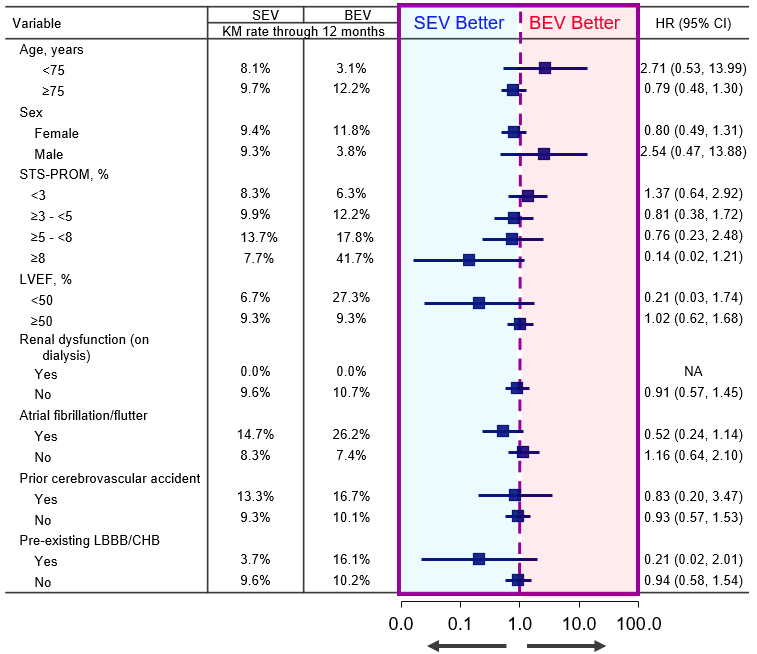 Variable SEV BEV SEV Better BEV Better HR (95% CI)
KM rate through 12 months
Age, years
<75 8.1% 3.1% 2.71 (0.53, 13.99)
≥75 9.7% 12.2% 0.79 (0.48, 1.30)
Sex
Female 9.4% 11.8% 0.80 (0.49, 1.31)
Male 9.3% 3.8% 2.54 (0.47, 13.88)
STS-PROM, %
<3 8.3% 6.3% 1.37 (0.64, 2.92)
≥3 - <5 9.9% 12.2% 0.81 (0.38, 1.72)
≥5 - <8 13.7% 17.8% 0.76 (0.23, 2.48)
≥8 7.7% 41.7% 0.14 (0.02, 1.21)
LVEF, %
<50 6.7% 27.3% 0.21 (0.03, 1.74)
≥50 9.3% 9.3% 1.02 (0.62, 1.68)
Renal dysfunction (on
dialysis)
Yes 0.0% 0.0% NA
No 9.6% 10.7% 0.91 (0.57, 1.45)
Atrial fibrillation/flutter
Yes 14.7% 26.2% 0.52 (0.24, 1.14)
No 8.3% 7.4% 1.16 (0.64, 2.10)
Prior cerebrovascular accident
Yes 13.3% 16.7% 0.83 (0.20, 3.47)
No 9.3% 10.1% 0.93 (0.57, 1.53)
Pre-existing LBBB/CHB
Yes 3.7% 16.1% 0.21 (0.02, 2.01)
No 9.6% 10.2% 0.94 (0.58, 1.54)
0.0 0.1 1.0 10.0 100.0